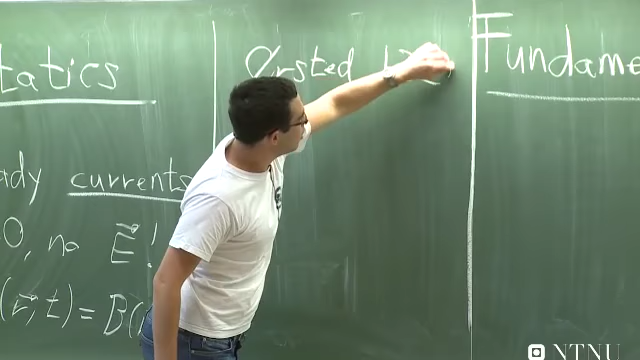 tatics
ady currents
0, no E⃗!
(r⃗, t) = B(
Ørsted
Fundame
NTNU